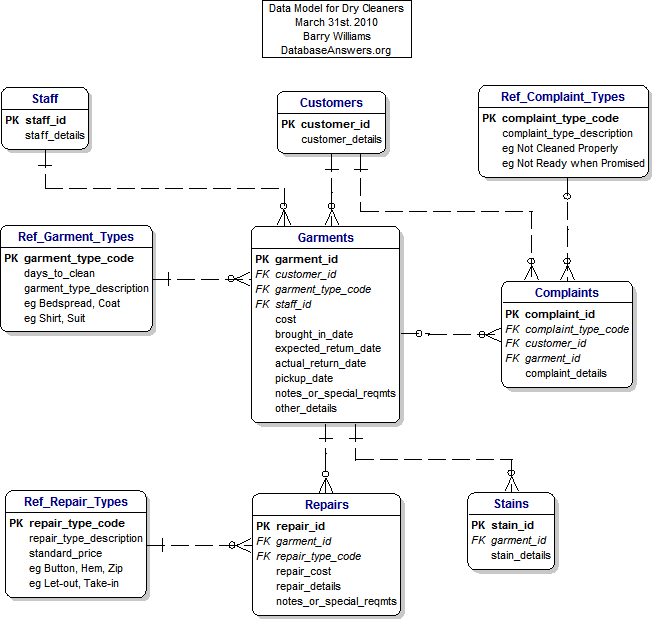 Data Model for Dry Cleaners
March 31st. 2010
Barry Williams
DatabaseAnswers.org
Staff
PK staff_id
staff_details
Customers
PK customer_id
customer_details
Ref_Complaint_Types
PK complaint_type_code
complaint_type_description
eg Not Cleaned Properly
eg Not Ready when Promised
Ref_Garment_Types
PK garment_type_code
days_to_clean
garment_type_description
eg Bedspread, Coat
eg Shirt, Suit
Garments
PK garment_id
FK customer_id
FK garment_type_code
FK staff_id
cost
brought_in_date
expected_return_date
actual_return_date
pickup_date
notes_or_special_reqmts
other_details
Complaints
PK complaint_id
FK complaint_type_code
FK customer_id
FK garment_id
complaint_details
Ref_Repair_Types
PK repair_type_code
repair_type_description
standard_price
eg Button, Hem, Zip
eg Let-out, Take-in
Repairs
PK repair_id
FK garment_id
FK repair_type_code
repair_cost
repair_details
notes_or_special_reqmts
Stains
PK stain_id
FK garment_id
stain_details